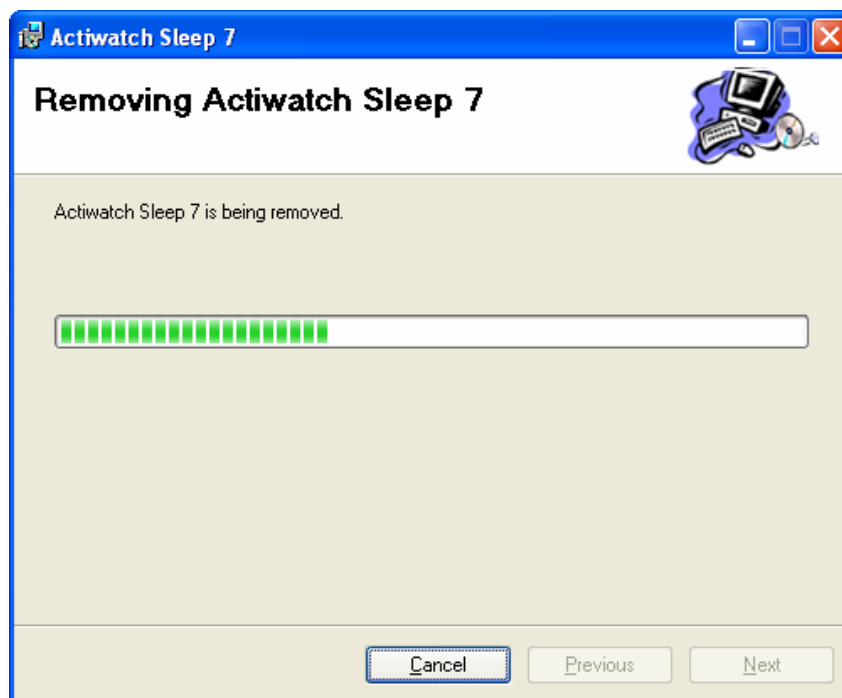 Actiwatch Sleep 7
Removing Actiwatch Sleep 7
Actiwatch Sleep 7 is being removed.
Cancel
Previous
Next